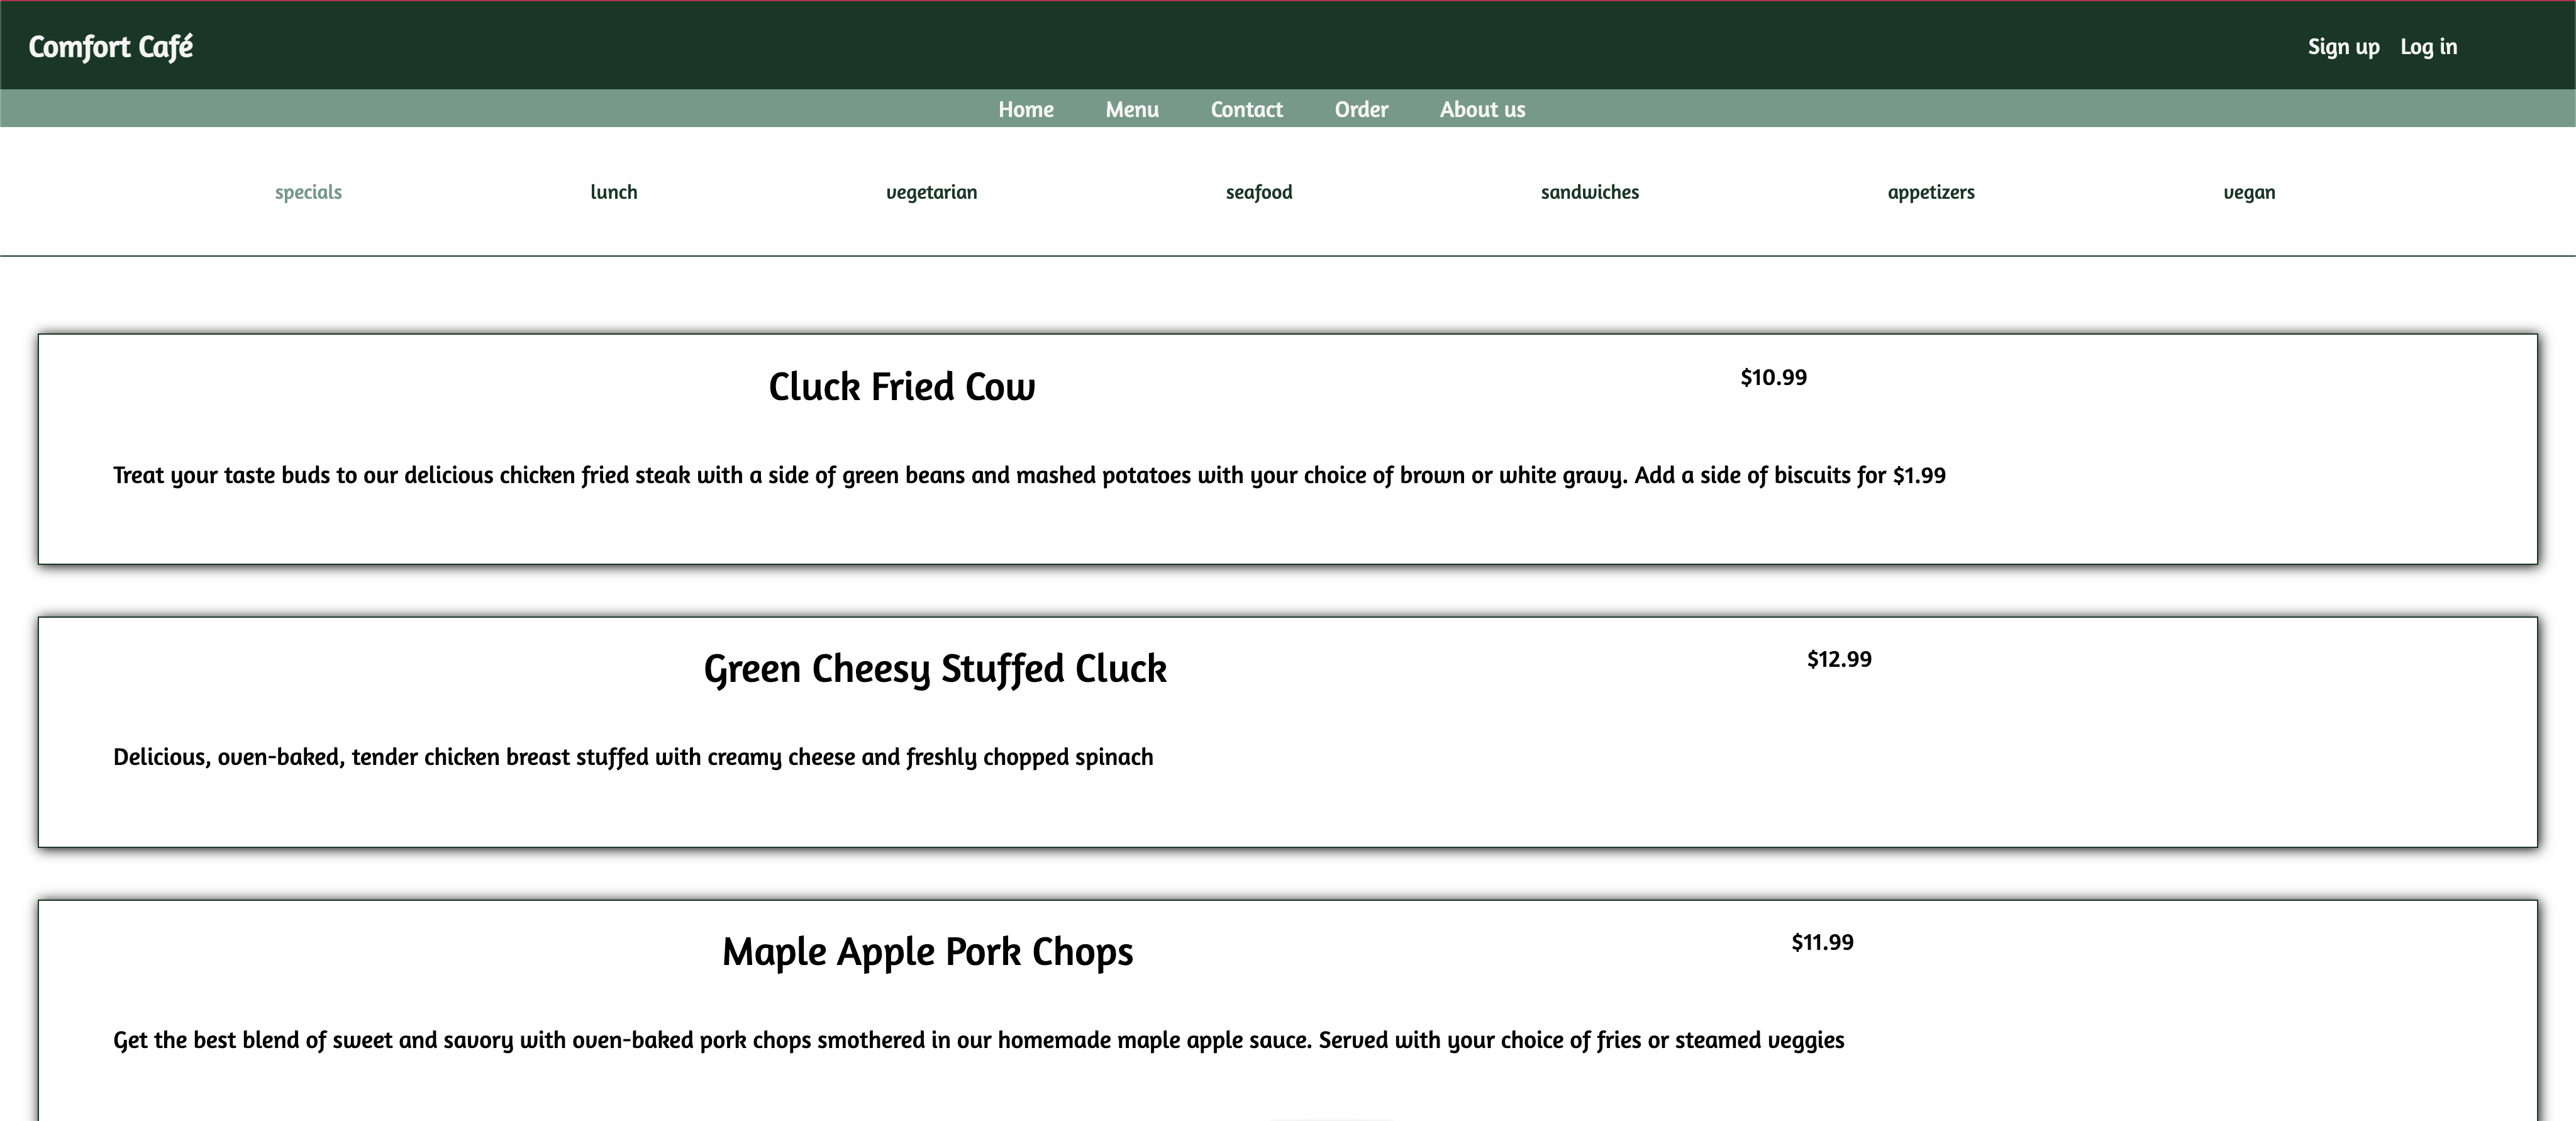 Comfort Café Sign up Log in
Home Menu Contact Order About us
specials lunch vegetarian seafood sandwiches appetizers vegan
Cluck Fried Cow $10.99
Treat your taste buds to our delicious chicken fried steak with a side of green beans and mashed potatoes with your choice of brown or white gravy. Add a side of biscuits for $1.99
Green Cheesy Stuffed Cluck $12.99
Delicious, oven-baked, tender chicken breast stuffed with creamy cheese and freshly chopped spinach
Maple Apple Pork Chops $11.99
Get the best blend of sweet and savory with oven-baked pork chops smothered in our homemade maple apple sauce. Served with your choice of fries or steamed veggies